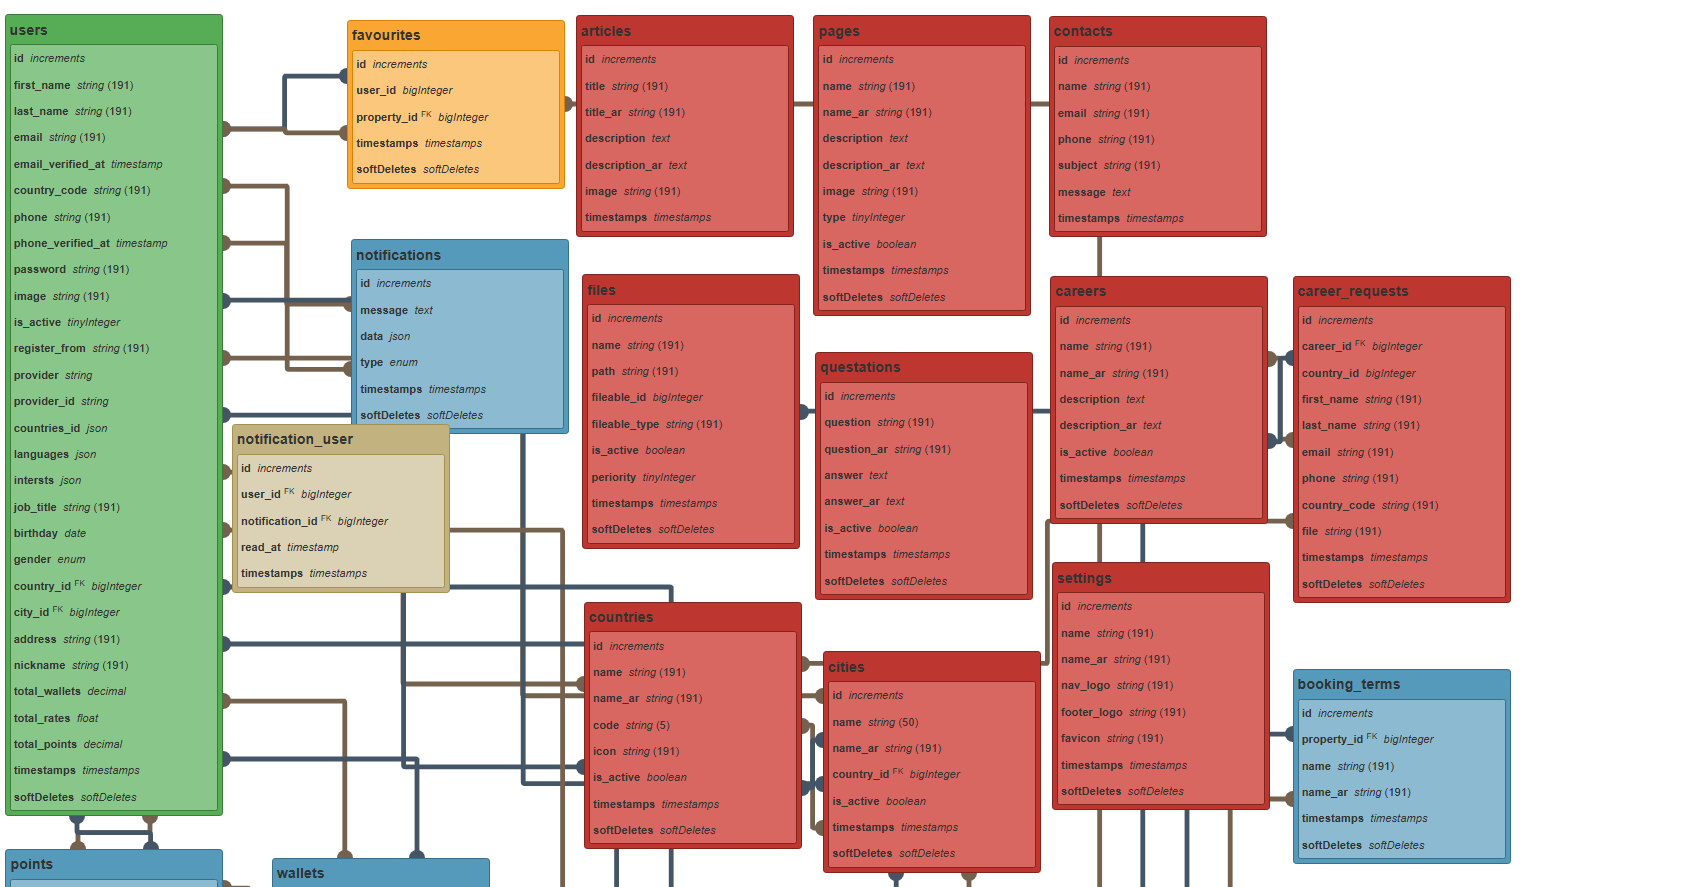 users
id increments
first_name string (191)
last_name string (191)
email string (191)
email_verified_at timestamp
country_code string (191)
phone string (191)
phone_verified_at timestamp
password string (191)
image string (191)
is_active tinyInteger
register_from string (191)
provider string
provider_id string
countries_id json
languages json
intersts json
job_title string (191)
birthday date
gender enum
country_id FK bigInteger
city_id FK bigInteger
address string (191)
nickname string (191)
total_wallets decimal
total_rates float
total_points decimal
timestamps timestamps
softDeletes softDeletes
points
favourites
id increments
user_id bigInteger
property_id FK bigInteger
timestamps timestamps
softDeletes softDeletes
notifications
id increments
message text
data json
type enum
timestamps timestamps
softDeletes softDeletes
notification_user
id increments
user_id FK bigInteger
notification_id FK bigInteger
read_at timestamp
timestamps timestamps
wallets
articles
id increments
title string (191)
title_ar string (191)
description text
description_ar text
image string (191)
timestamps timestamps
files
id increments
name string (191)
path string (191)
fileable_id bigInteger
fileable_type string (191)
is_active boolean
periority tinyInteger
timestamps timestamps
softDeletes softDeletes
countries
id increments
name string (191)
name_ar string (191)
code string (5)
icon string (191)
is_active boolean
timestamps timestamps
softDeletes softDeletes
pages
id increments
name string (191)
name_ar string (191)
description text
description_ar text
image string (191)
type tinyInteger
is_active boolean
timestamps timestamps
softDeletes softDeletes
questations
id increments
question string (191)
question_ar string (191)
answer text
answer_ar text
is_active boolean
timestamps timestamps
softDeletes softDeletes
cities
id increments
name string (50)
name_ar string (191)
country_id FK bigInteger
is_active boolean
timestamps timestamps
softDeletes softDeletes
contacts
id increments
name string (191)
email string (191)
phone string (191)
subject string (191)
message text
timestamps timestamps
careers
id increments
name string (191)
name_ar string (191)
description text
description_ar text
is_active boolean
timestamps timestamps
softDeletes softDeletes
settings
id increments
name string (191)
name_ar string (191)
nav_logo string (191)
footer_logo string (191)
favicon string (191)
timestamps timestamps
softDeletes softDeletes
career_requests
id increments
career_id FK bigInteger
country_id bigInteger
first_name string (191)
last_name string (191)
email string (191)
phone string (191)
country_code string (191)
file string (191)
timestamps timestamps
softDeletes softDeletes
booking_terms
id increments
property_id FK bigInteger
name string (191)
name_ar string (191)
timestamps timestamps
softDeletes softDeletes